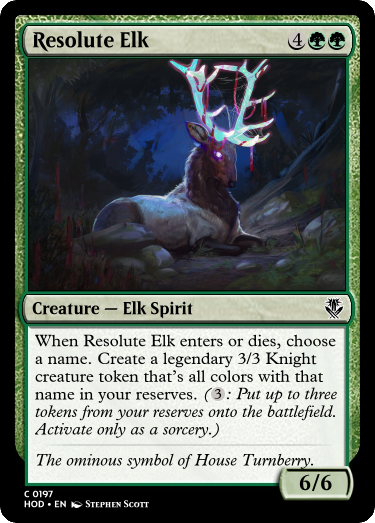 Resolute Elk 4
Creature — Elk Spirit
When Resolute Elk enters or dies, choose
a name. Create a legendary 3/3 Knight
creature token that's all colors with that
name in your reserves. (3: Put up to three
tokens from your reserves onto the battlefield.
Activate only as a sorcery.)
The ominous symbol of House Turnberry.
6/6
C 0197
HOD • EN Stephen Scott